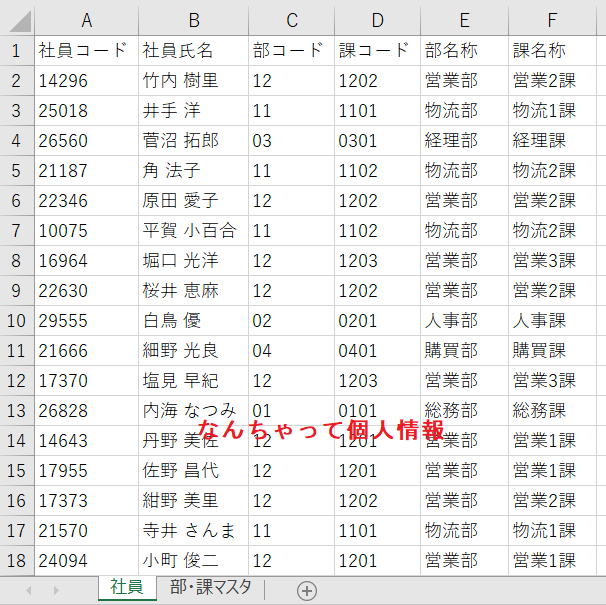 A B C D E F
1 社員コード 社員氏名 部コード 課コード 部名称 課名称
2 14296 竹内 樹里 12 1202 営業部 営業2課
3 25018 井手 洋 11 1101 物流部 物流1課
4 26560 菅沼 拓郎 03 0301 経理部 経理課
5 21187 角 法子 11 1102 物流部 物流2課
6 22346 原田 愛子 12 1202 営業部 営業2課
7 10075 平賀 小百合 11 1102 物流部 物流2課
8 16964 堀口 光洋 12 1203 営業部 営業3課
9 22630 桜井 恵麻 12 1202 営業部 営業2課
10 29555 白鳥 優 02 0201 人事部 人事課
11 21666 細野 光良 04 0401 購買部 購買課
12 17370 塩見 早紀 12 1203 営業部 営業3課
13 26828 内海 なつみ 01 0101 総務部 総務課
なんちゃって個人情報
14 14643 丹野 美佐 12 1201 営業部 営業1課
15 17955 佐野 昌代 12 1201 営業部 営業1課
16 17373 紺野 美里 12 1202 営業部 営業2課
17 21570 寺井 さんま 11 1101 物流部 物流1課
18 24094 小町 俊二 12 1201 営業部 営業1課
社員 部・課マスタ